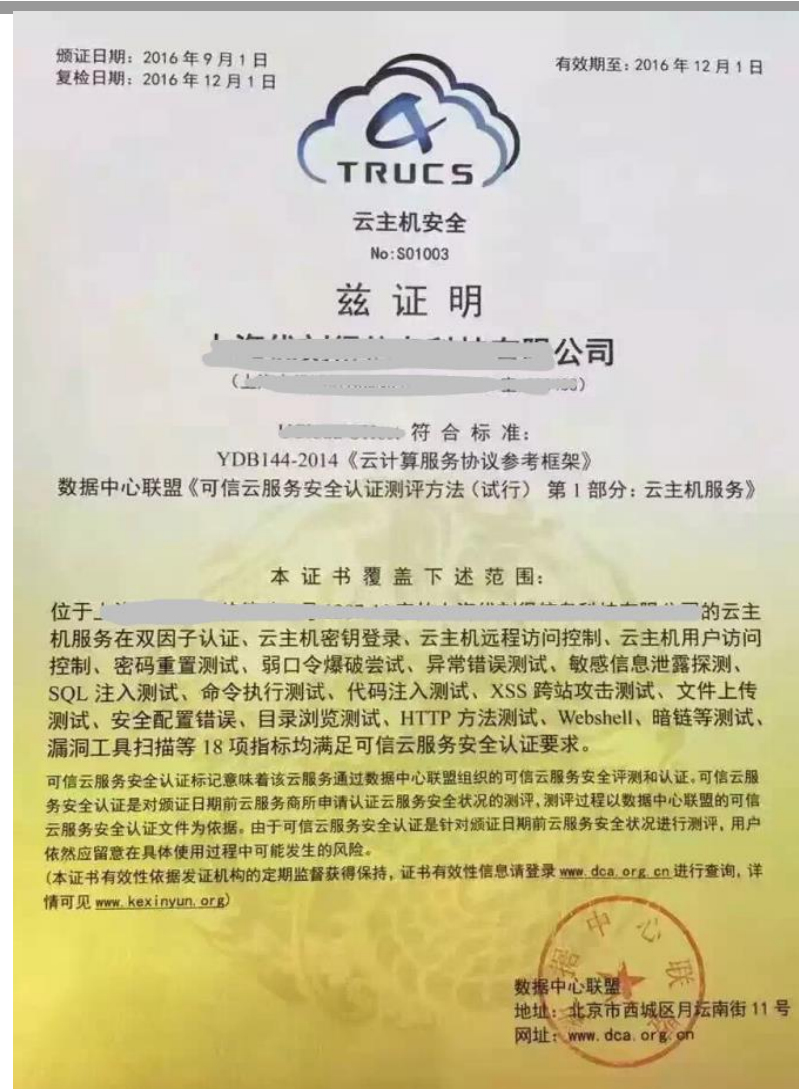 颁证日期：2016年9月1日
复检日期：2016年12月1日
有效期至：2016年12月1日
TRUCS
云主机安全
No:S01003
兹证明
公司
符合标准：
YDB144-2014《云计算服务协议参考框架》
数据中心联盟《可信云服务安全认证测评方法（试行） 第1部分：云主机服务》
本证书覆盖下述范围：
位于 的云主
机服务在双因子认证、云主机密钥登录、云主机远程访问控制、云主机用户访问
控制、密码重置测试、弱口令爆破尝试、异常错误测试、敏感信息泄露探测、
SQL 注入测试、命令执行测试、代码注入测试、XSS 跨站攻击测试、文件上传
测试、安全配置错误、目录浏览测试、HTTP 方法测试、Webshell、暗链等测试、
漏洞工具扫描等 18 项指标均满足可信云服务安全认证要求。
可信云服务安全认证标记意味着该云服务通过数据中心联盟组织的可信云服务安全评测和认证。可信云服
务安全认证是对颁证日期前云服务商所申请认证云服务安全状况的测评，测评过程以数据中心联盟的可信
云服务安全认证文件为依据。由于可信云服务安全认证是针对颁证日期前云服务安全状况进行测评，用户
依然应留意在具体使用过程中可能发生的风险。
（本证书有效性依据发证机构的定期监督获得保持，证书有效性信息请登录 www.dca.org.cn 进行查询，详
情可见 www.kexinyun.org）
数据中心联盟
地址：北京市西城区月坛南街 11 号
网址：www.dca.org.cn